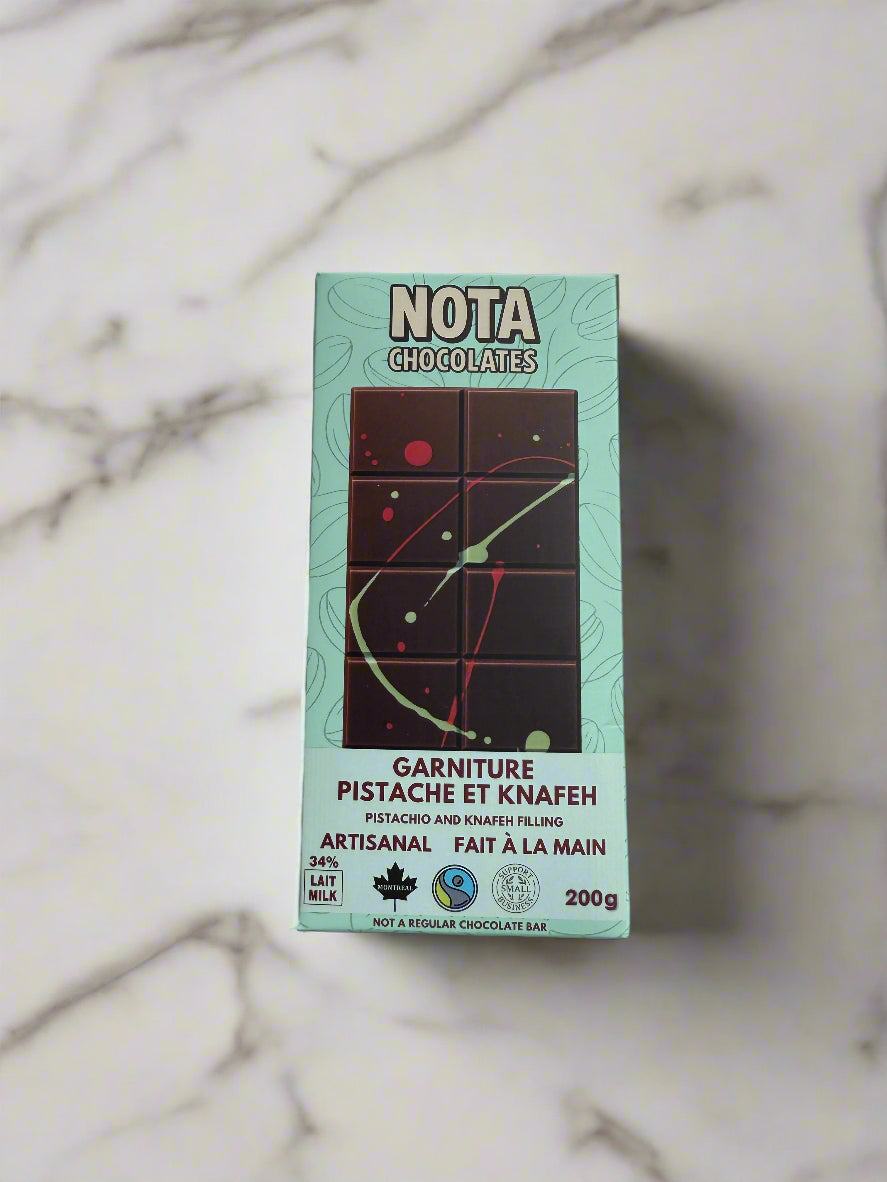 NOTA
CHOCOLATES
GARNITURE
PISTACHE ET KNAFEH
PISTACHIO AND KNAFEH FILLING
ARTISANAL FAIT À LA MAIN
34%
LAIT
MILK
MONTREAL
SUPPORT
SMALL
BUSINESS
200g
NOT A REGULAR CHOCOLATE BAR